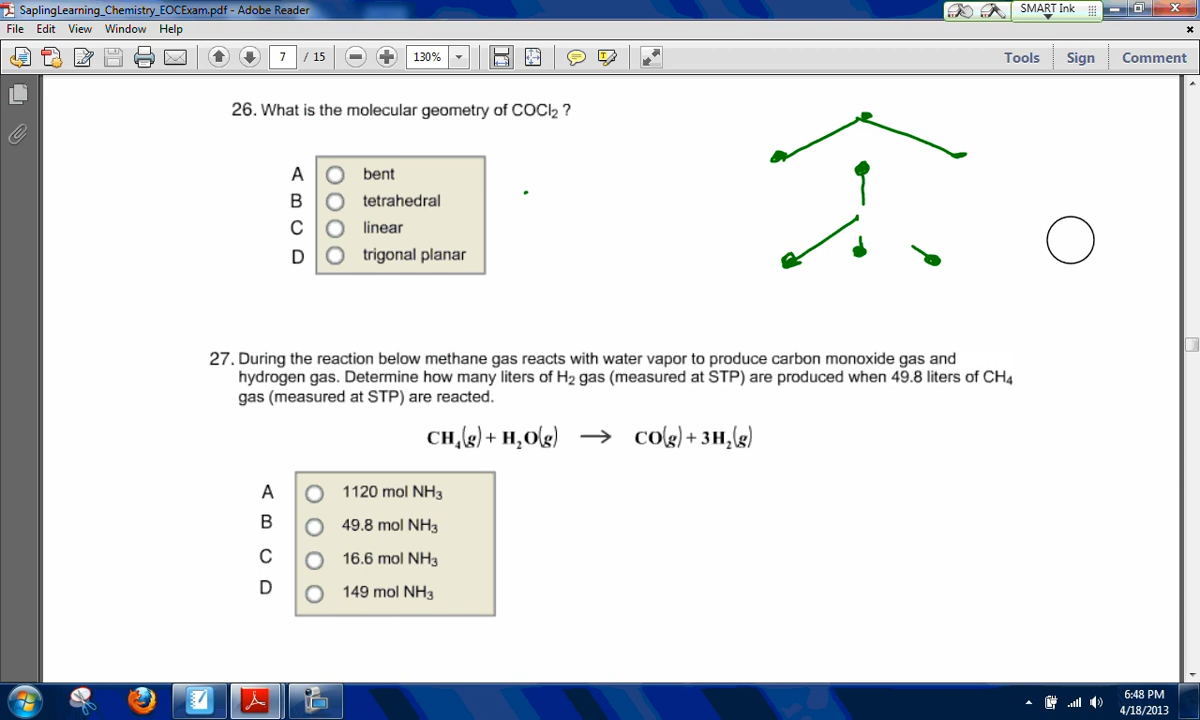 SaplingLearning_Chemistry_EOCExam.pdf - Adobe Reader
SMART Ink
File Edit View Window Help
7 / 15 130% Tools Sign Comment
26. What is the molecular geometry of COCl₂ ?
A bent
B tetrahedral
C linear
D trigonal planar
27. During the reaction below methane gas reacts with water vapor to produce carbon monoxide gas and
hydrogen gas. Determine how many liters of H₂ gas (measured at STP) are produced when 49.8 liters of CH₄
gas (measured at STP) are reacted.
CH₄(g) + H₂O(g) → CO(g) + 3H₂(g)
A 1120 mol NH₃
B 49.8 mol NH₃
C 16.6 mol NH₃
D 149 mol NH₃
6:48 PM
4/18/2013